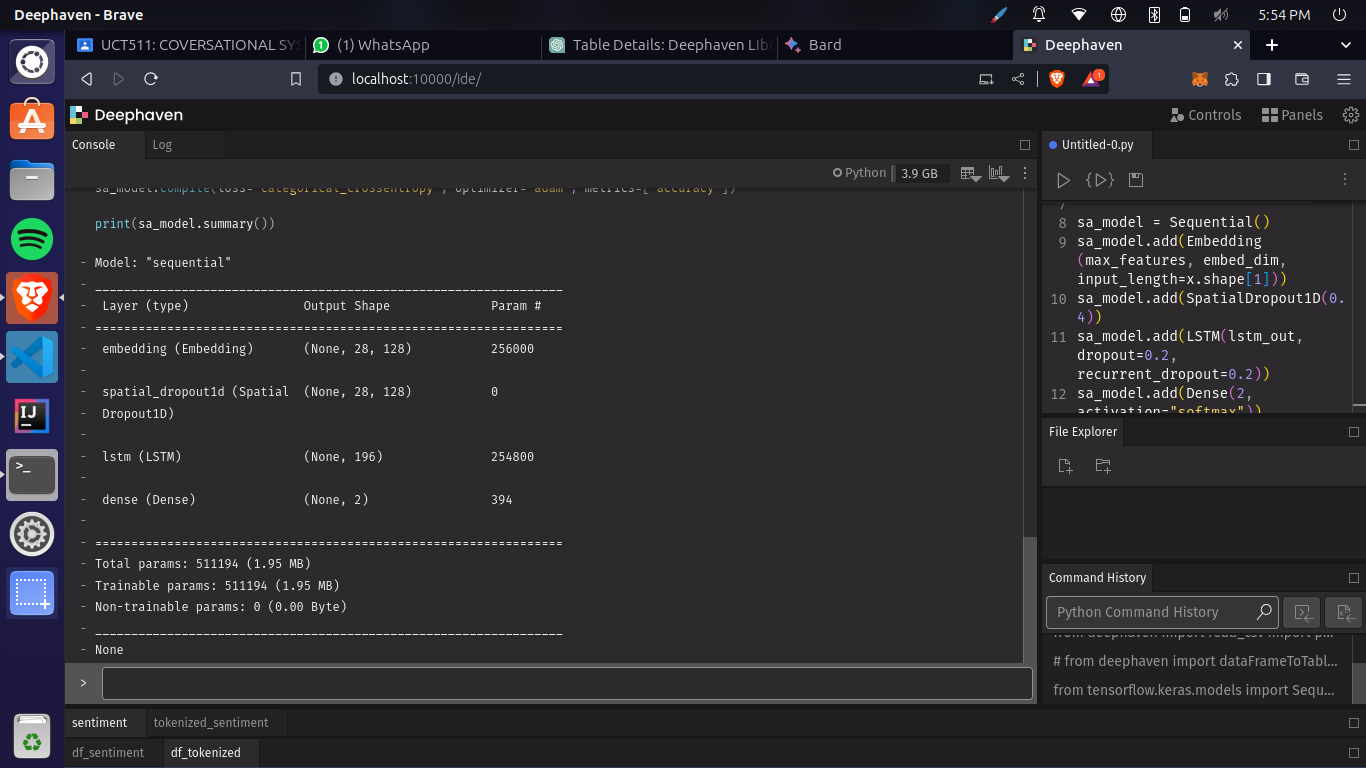 Deephaven - Brave
5:54 PM
UCT511: COVERSATIONAL SYS
(1) WhatsApp
Table Details: Deephaven Libr
Bard
Deephaven
localhost:10000/ide/
1
Deephaven
Controls
Panels
Console
Log
Python
3.9 GB
sa_model.compile(loss="categorical_crossentropy", optimizer="adam", metrics=["accuracy"])
print(sa_model.summary())
- Model: "sequential"
- _________________________________________________________________
- Layer (type) Output Shape Param #
- =================================================================
- embedding (Embedding) (None, 28, 128) 256000
-
- spatial_dropout1d (Spatial (None, 28, 128) 0
- Dropout1D)
-
- lstm (LSTM) (None, 196) 254800
-
- dense (Dense) (None, 2) 394
-
- =================================================================
- Total params: 511194 (1.95 MB)
- Trainable params: 511194 (1.95 MB)
- Non-trainable params: 0 (0.00 Byte)
- _________________________________________________________________
- None
>
sentiment
tokenized_sentiment
df_sentiment
df_tokenized
Untitled-0.py
7
8 sa_model = Sequential()
9 sa_model.add(Embedding
(max_features, embed_dim,
input_length=x.shape[1]))
10 sa_model.add(SpatialDropout1D(0.
4))
11 sa_model.add(LSTM(lstm_out,
dropout=0.2,
recurrent_dropout=0.2))
12 sa_model.add(Dense(2,
activation="softmax"))
File Explorer
Command History
Python Command History
from deephaven import read_csv import p...
# from deephaven import dataFrameToTabl...
from tensorflow.keras.models import Sequ...